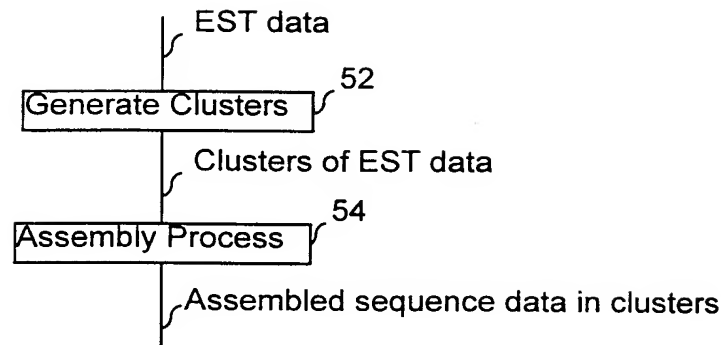 EST data
52
Generate Clusters
Clusters of EST data
54
Assembly Process
Assembled sequence data in clusters